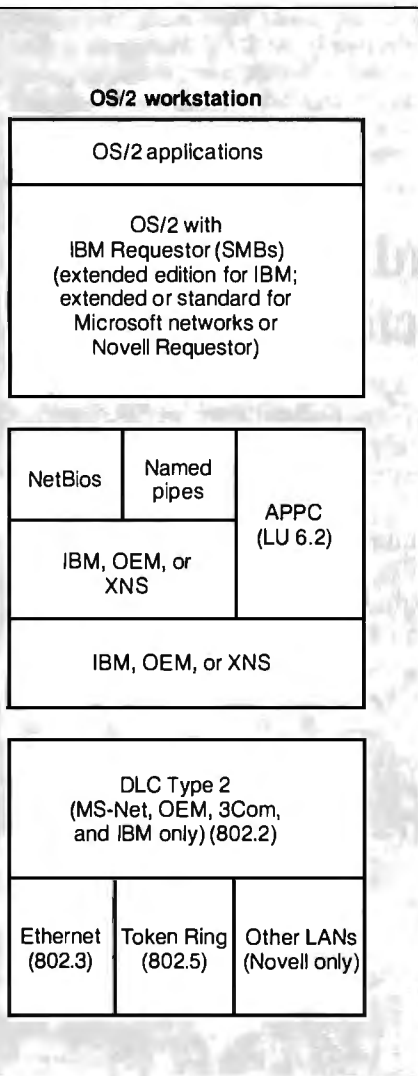 OS/2 workstation
OS/2 applications
OS/2 with
IBM Requestor (SMBs)
(extended edition for IBM;
extended or standard for
Microsoft networks or
Novell Requestor)
NetBios
Named
pipes
APPC
(LU 6.2)
IBM, OEM, or
XNS
IBM, OEM, or XNS
DLC Type 2
(MS-Net, OEM, 3Com,
and IBM only) (802.2)
Ethernet
(802.3)
Token Ring
(802.5)
Other LANs
(Novell only)